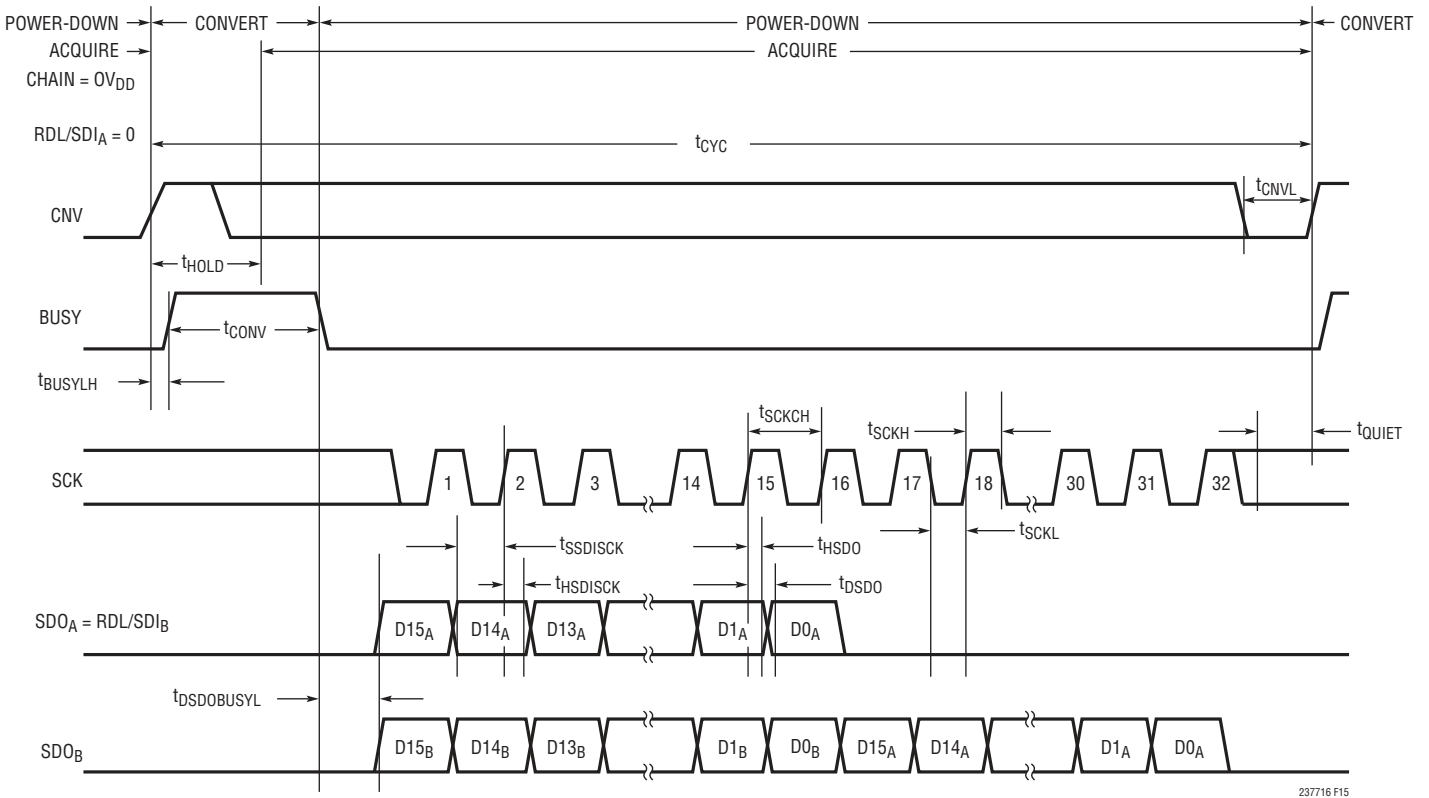 POWER-DOWN CONVERT POWER-DOWN CONVERT
ACQUIRE ACQUIRE
CHAIN = OVDD
RDL/SDIA = 0
tCYC
CNV
tCNVL
tHOLD
BUSY
tCONV
tBUSYLH
tSCKCH
tSCKH
tQUIET
SCK
1 2 3 14 15 16 17 18 30 31 32
tSSDISCK
tHSDO
tSCKL
tHSDISCK
tDSDO
SDOA = RDL/SDIB
D15A D14A D13A D1A D0A
tDSDOBUSYL
SDOB
D15B D14B D13B D1B D0B D15A D14A D1A D0A
237716 F15